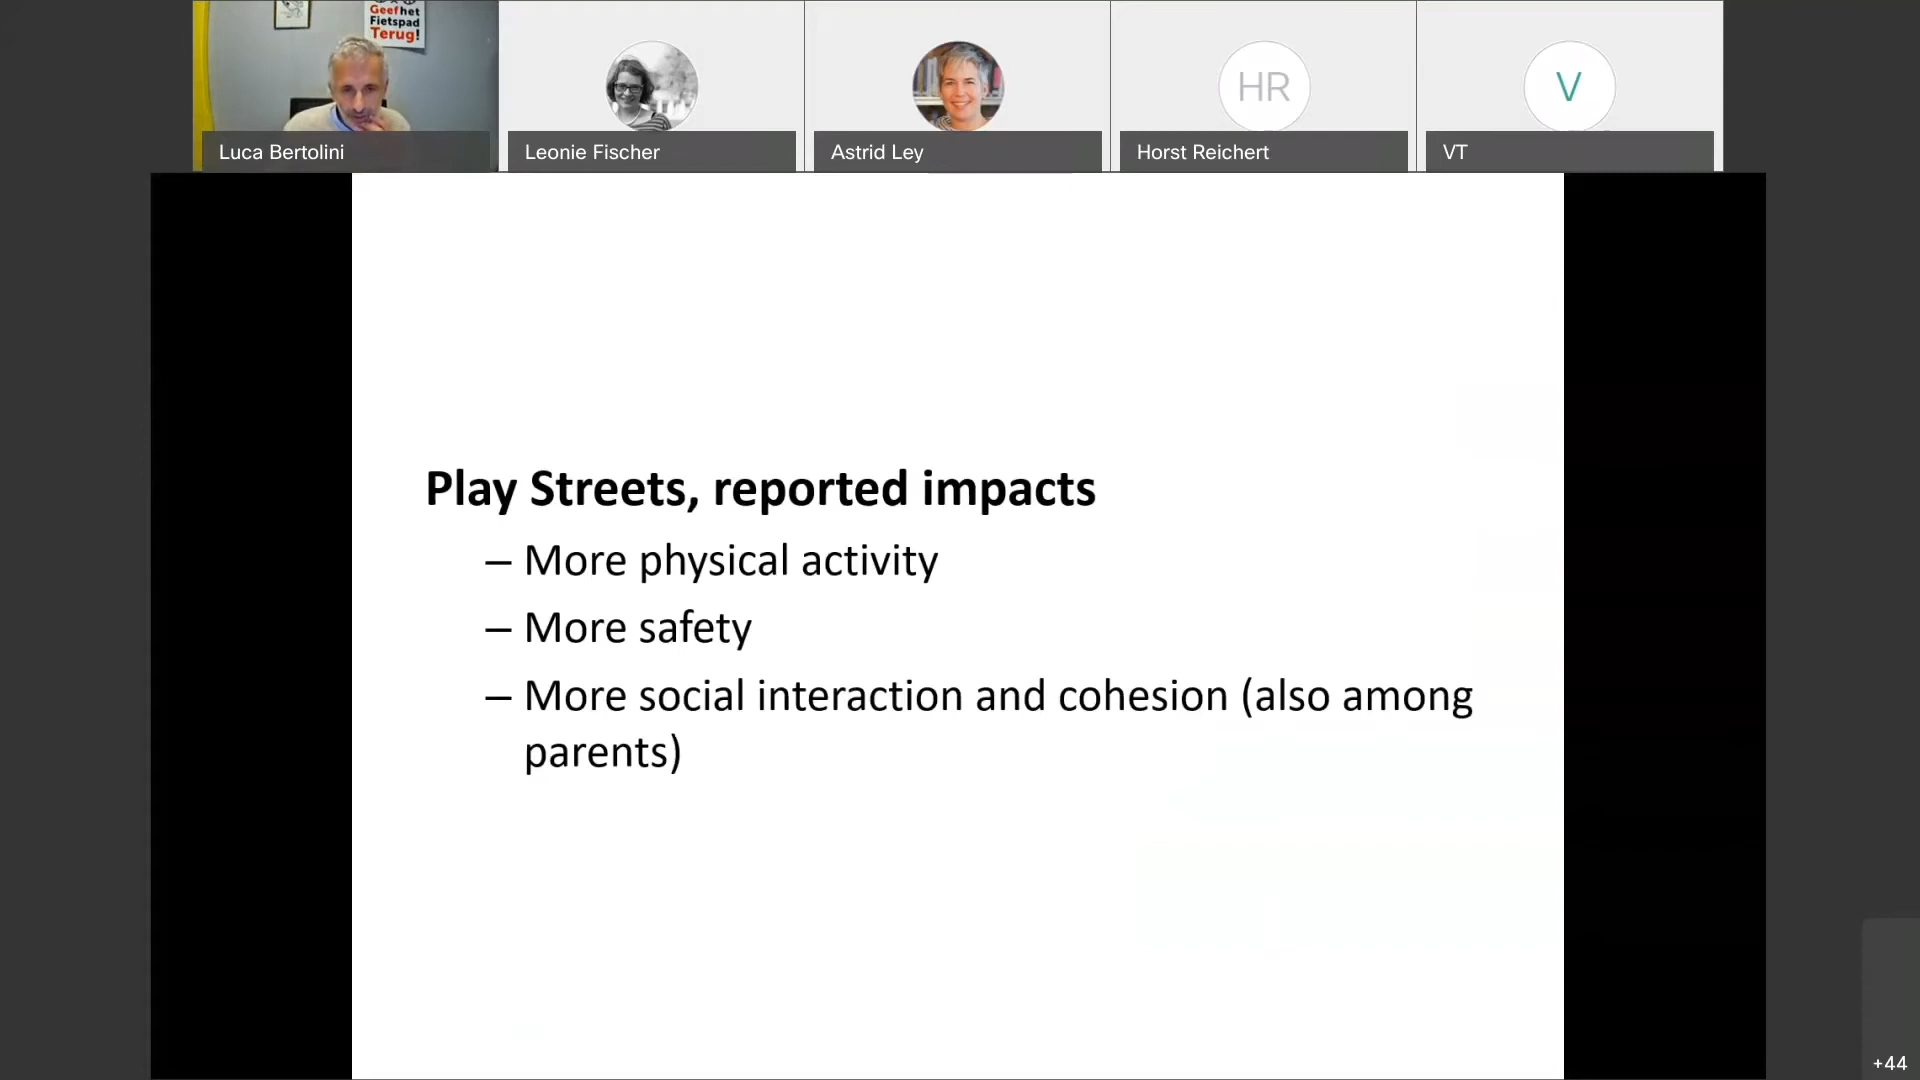 Geef het
Fietspad
Terug!
Luca Bertolini
Leonie Fischer
Astrid Ley
HR
Horst Reichert
V
VT
Play Streets, reported impacts
– More physical activity
– More safety
– More social interaction and cohesion (also among
parents)
+44